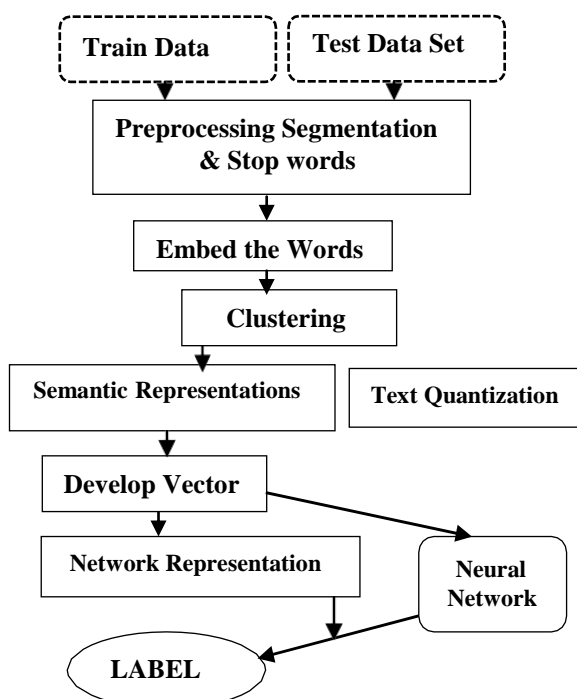 Train Data
Test Data Set
Preprocessing Segmentation
& Stop words
Embed the Words
Clustering
Semantic Representations
Text Quantization
Develop Vector
Network Representation
Neural
Network
LABEL